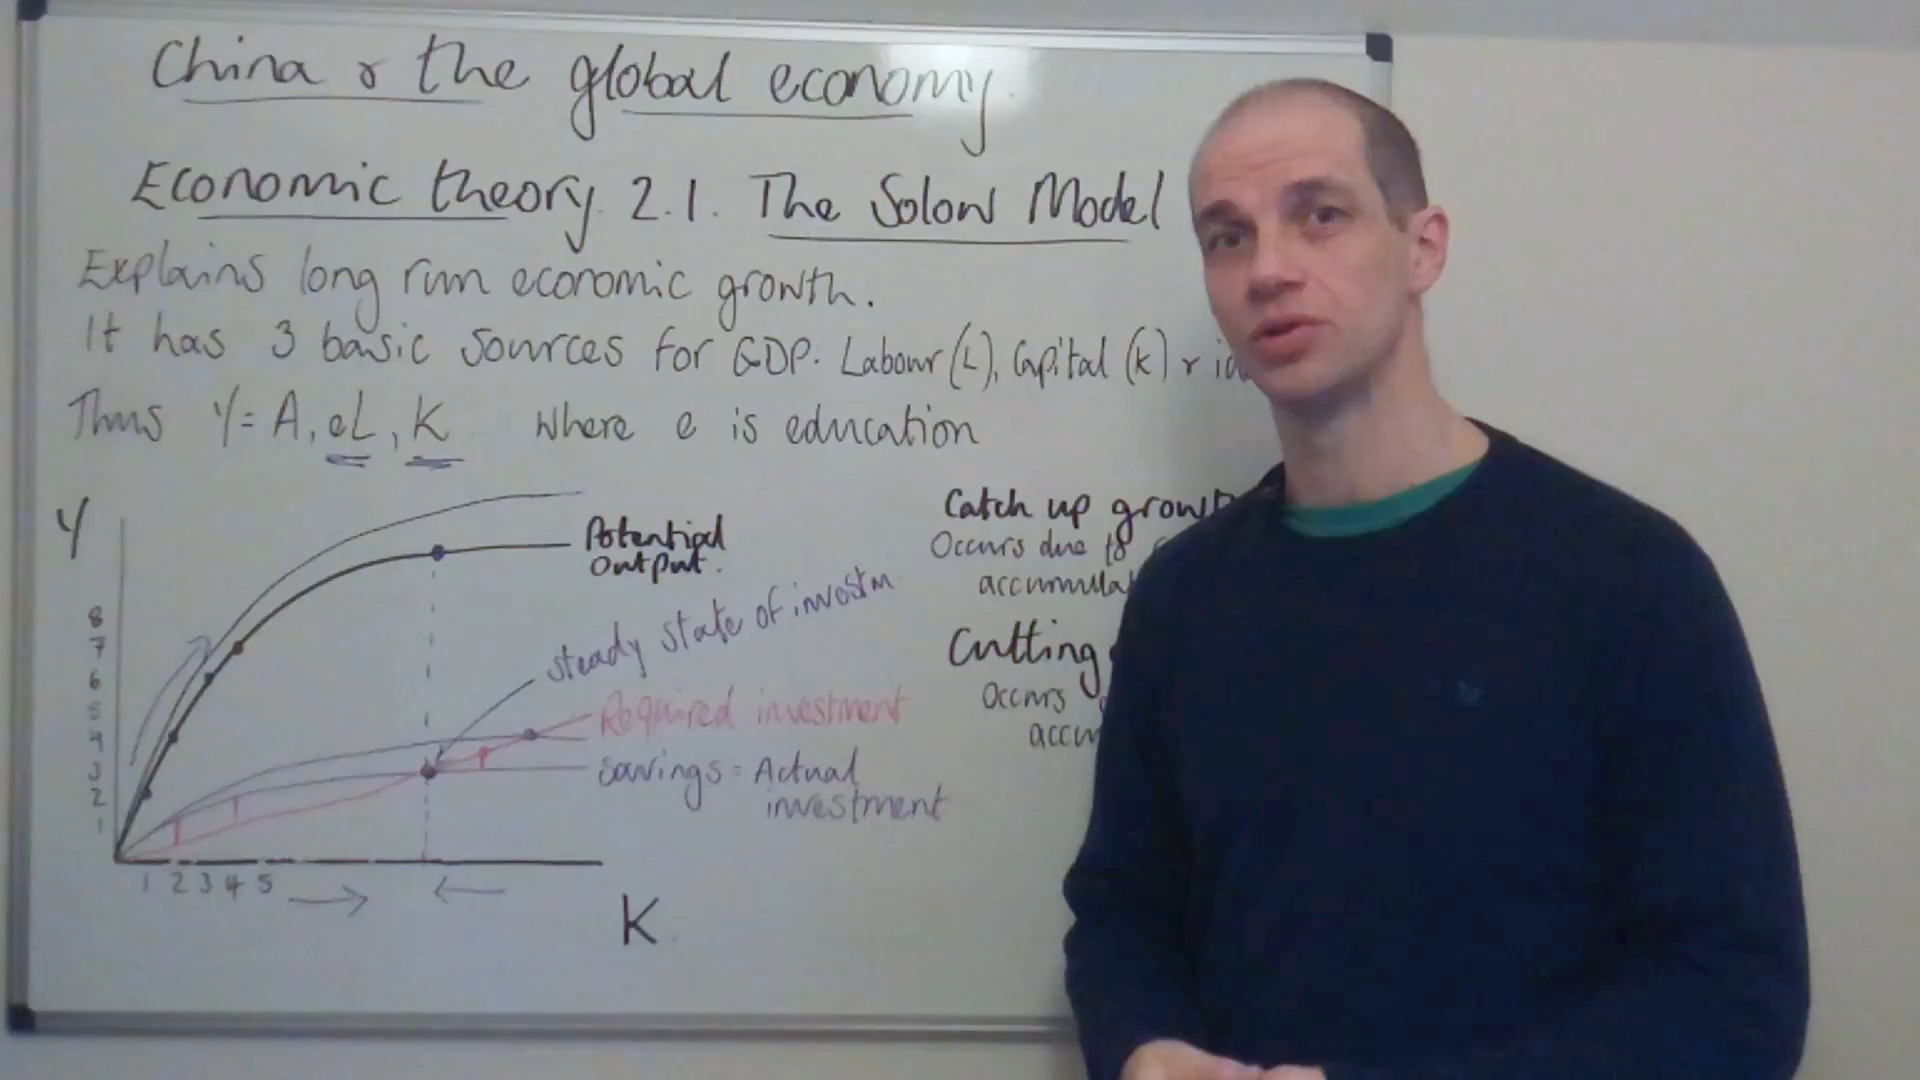 China & the global economy.
Economic theory 2.1. The Solow Model
Explains long run economic growth.
It has 3 basic sources for GDP. Labour (L), Capital (K) &
Thus Y = A, eL, K where e is education
Y
Potential
output.
8
7
6
5
4
3
2
1
steady state of investm
Required investment
savings = Actual
investment
1 2 3 4 5
K
Catch up growt
Occurs due to
accumula
Cutting
Occurs
accu